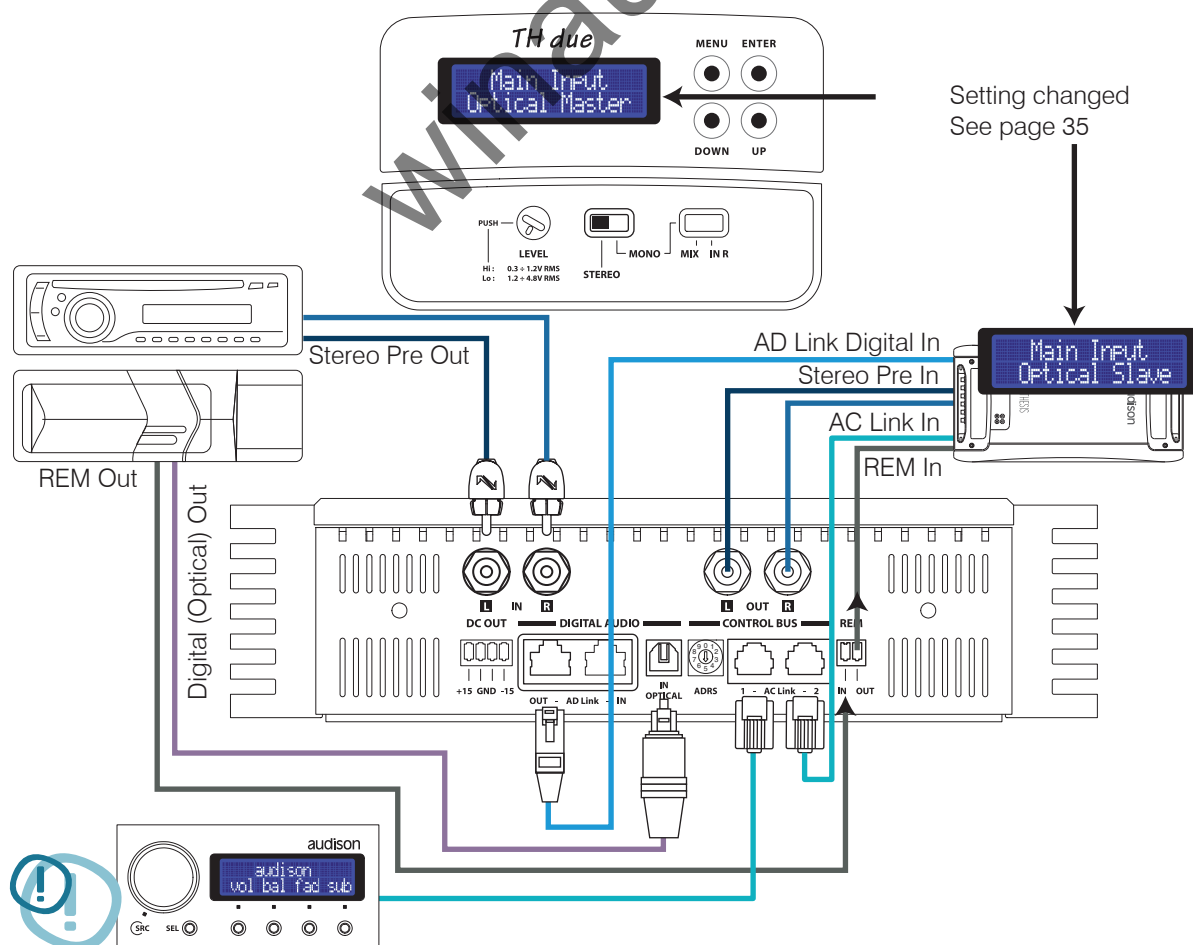 TH due
MENU ENTER
Main Input
Optical Master
DOWN UP
Setting changed
See page 35
PUSH
LEVEL
Hi : 0.3 ÷ 1.2V RMS
Lo : 1.2 ÷ 4.8V RMS
STEREO
MONO
MIX IN R
Stereo Pre Out
REM Out
Digital (Optical) Out
AD Link Digital In
Stereo Pre In
AC Link In
REM In
Main Input
Optical Slave
L IN R
L OUT R
DC OUT
DIGITAL AUDIO
CONTROL BUS
REM
+15 GND -15
OUT - AD Link - IN
IN
OPTICAL
ADRS
1 - AC Link - 2
IN OUT
audison
audison
vol bal fad sub
SRC SEL